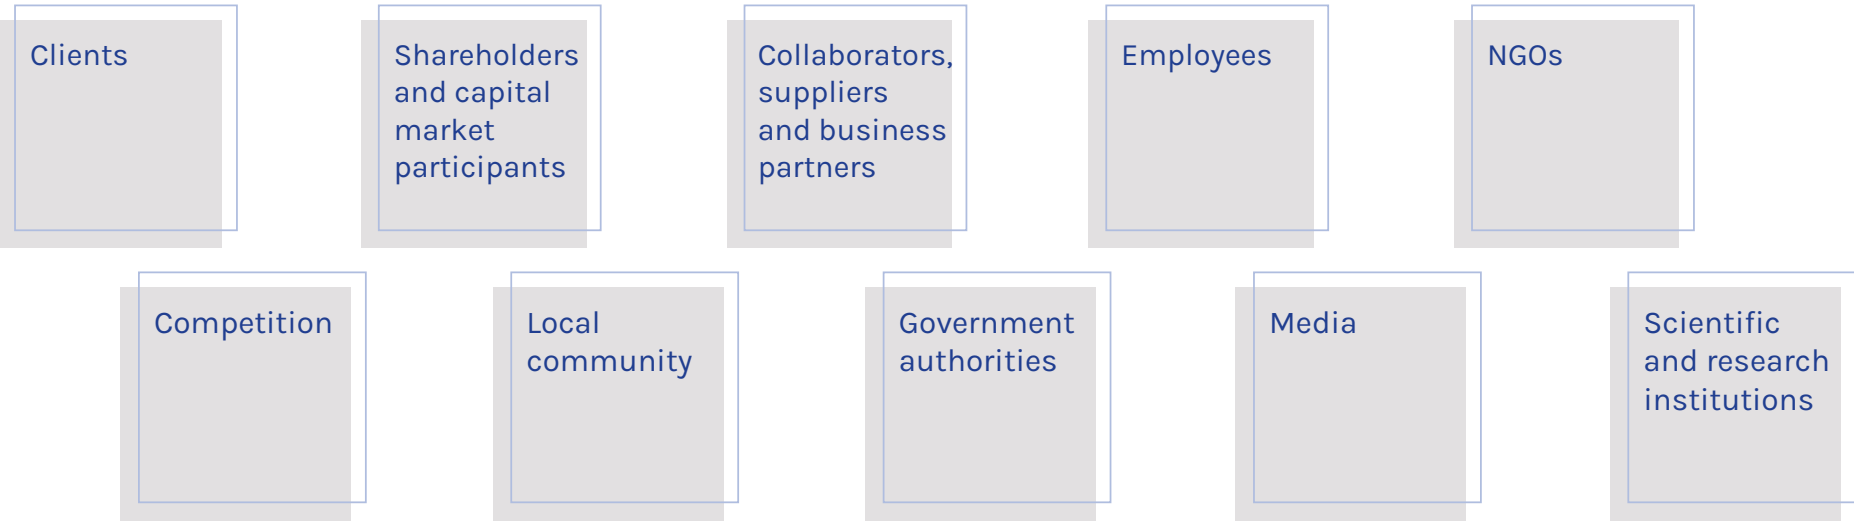 Clients
Shareholders
and capital
market
participants
Collaborators,
suppliers
and business
partners
Employees
NGOs
Competition
Local
community
Government
authorities
Media
Scientific
and research
institutions